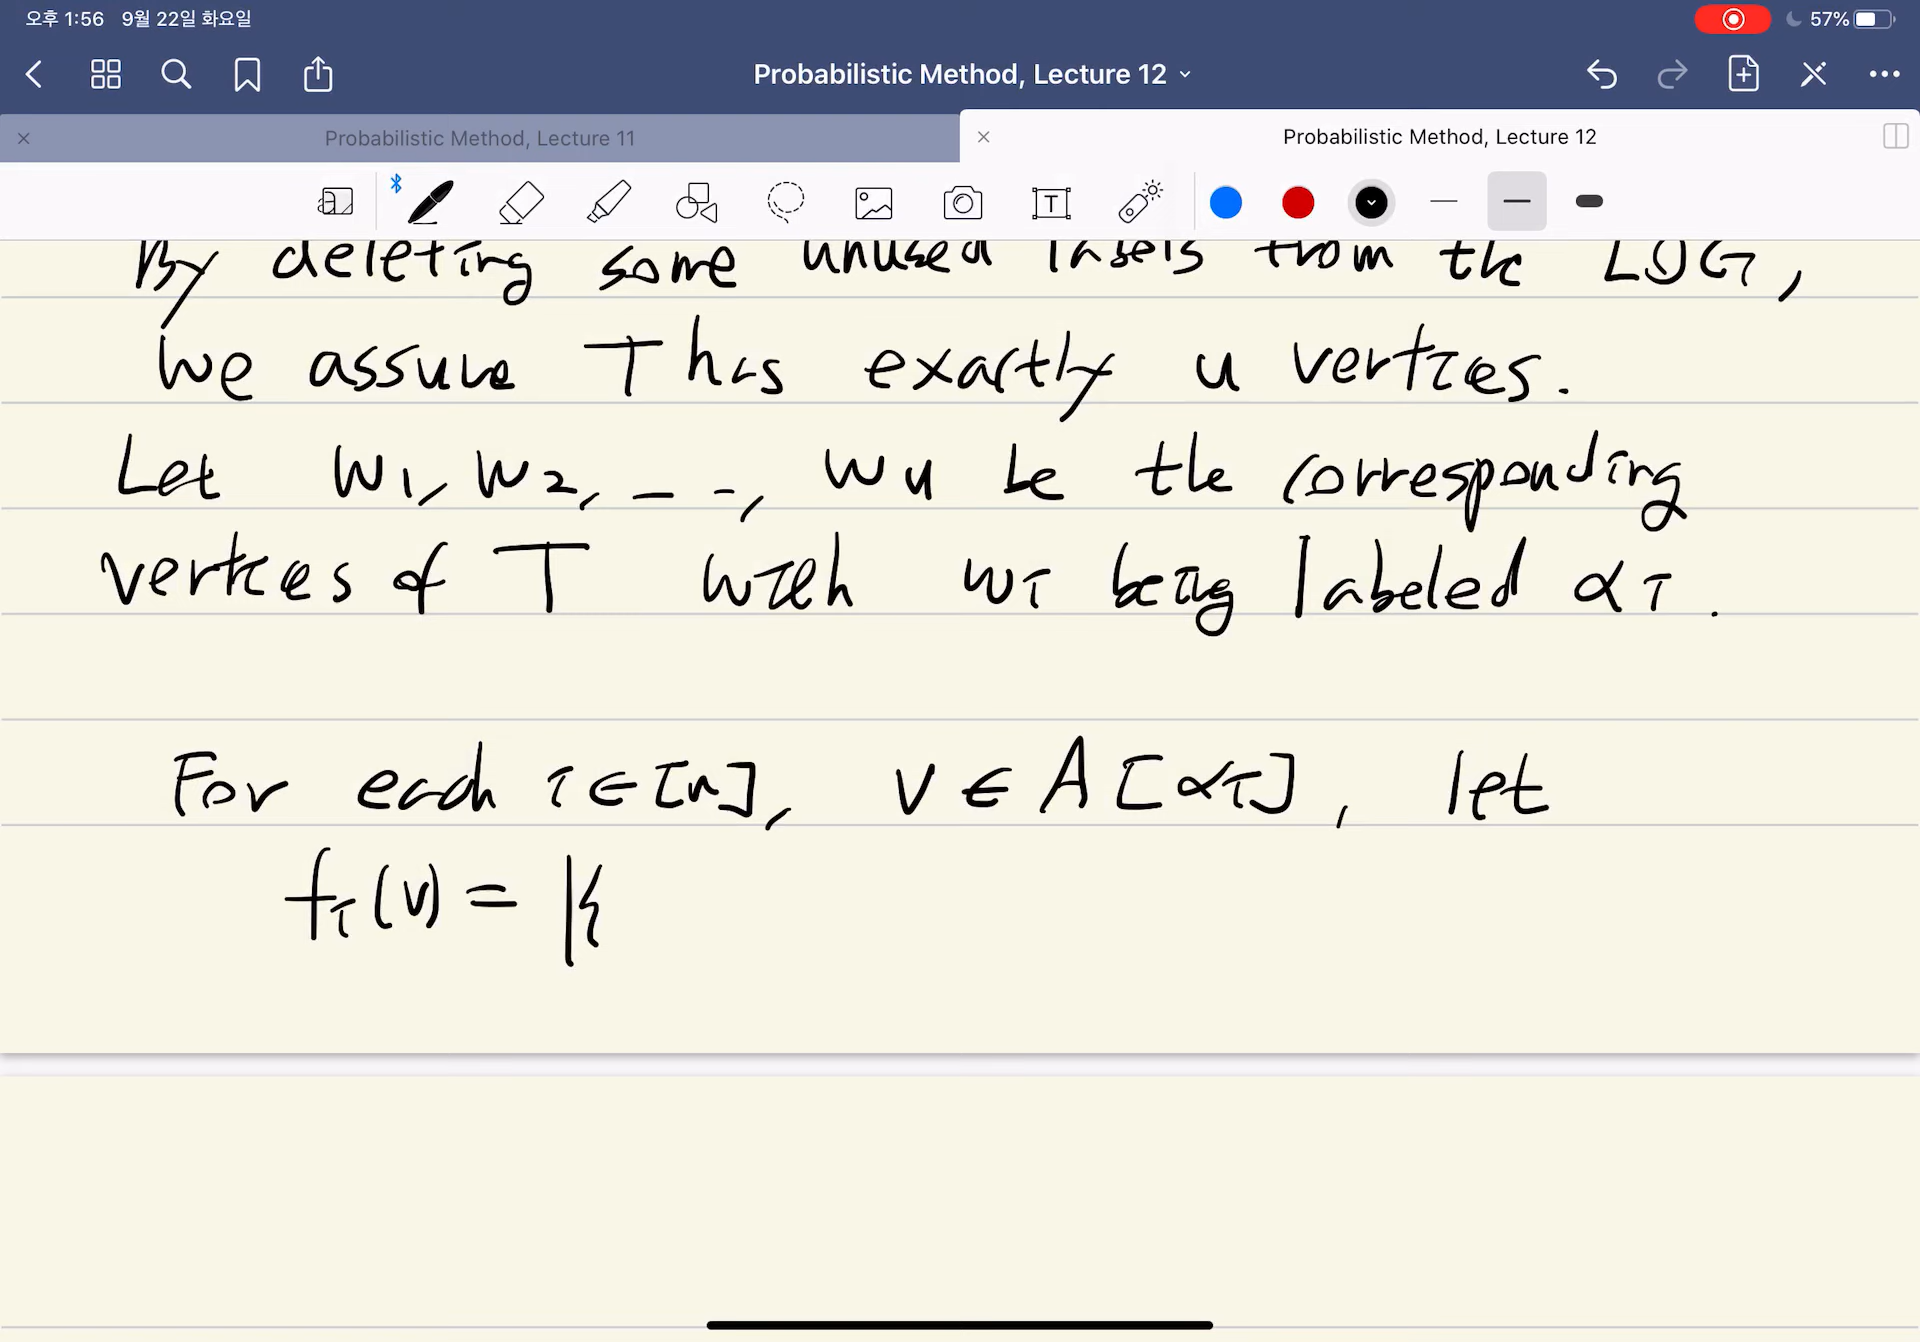 오후 1:56 9월 22일 화요일
57%
Probabilistic Method, Lecture 12
Probabilistic Method, Lecture 11
Probabilistic Method, Lecture 12
a
T
By deleting some unused labels from the LDG,
we assume T has exactly u vertices.
Let w₁, w₂, - -, wᵤ be the corresponding
vertices of T with wᵢ being labeled αᵢ.
For each i ∈ [u], v ∈ A[αᵢ], let
fᵢ(v) = |{